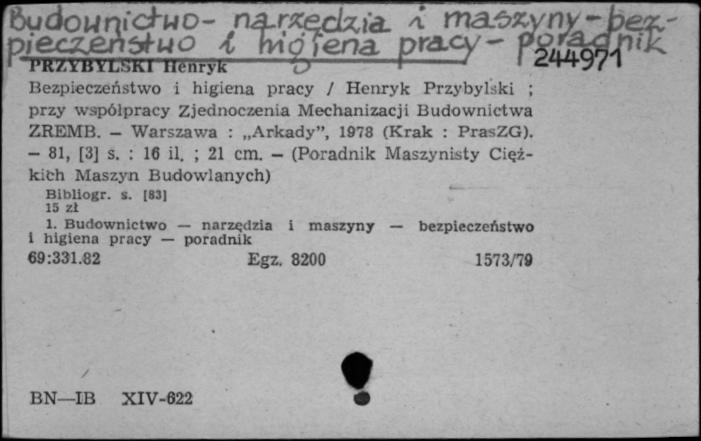 Budownictwo - narzędzia i maszyny - bez-
pieczeństwo i higiena pracy - poradnik
244971
PRZYBYLSKI Henryk
Bezpieczeństwo i higiena pracy / Henryk Przybylski ;
przy współpracy Zjednoczenia Mechanizacji Budownictwa
ZREMB. — Warszawa : „Arkady”, 1978 (Krak : PrasZG).
— 81, [3] s. : 16 il. ; 21 cm. — (Poradnik Maszynisty Cięż-
kich Maszyn Budowlanych)
Bibliogr. s. [83]
15 zł
1. Budownictwo — narzędzia i maszyny — bezpieczeństwo
i higiena pracy — poradnik
69:331.82 Egz. 8200 1573/79
BN—IB XIV-622